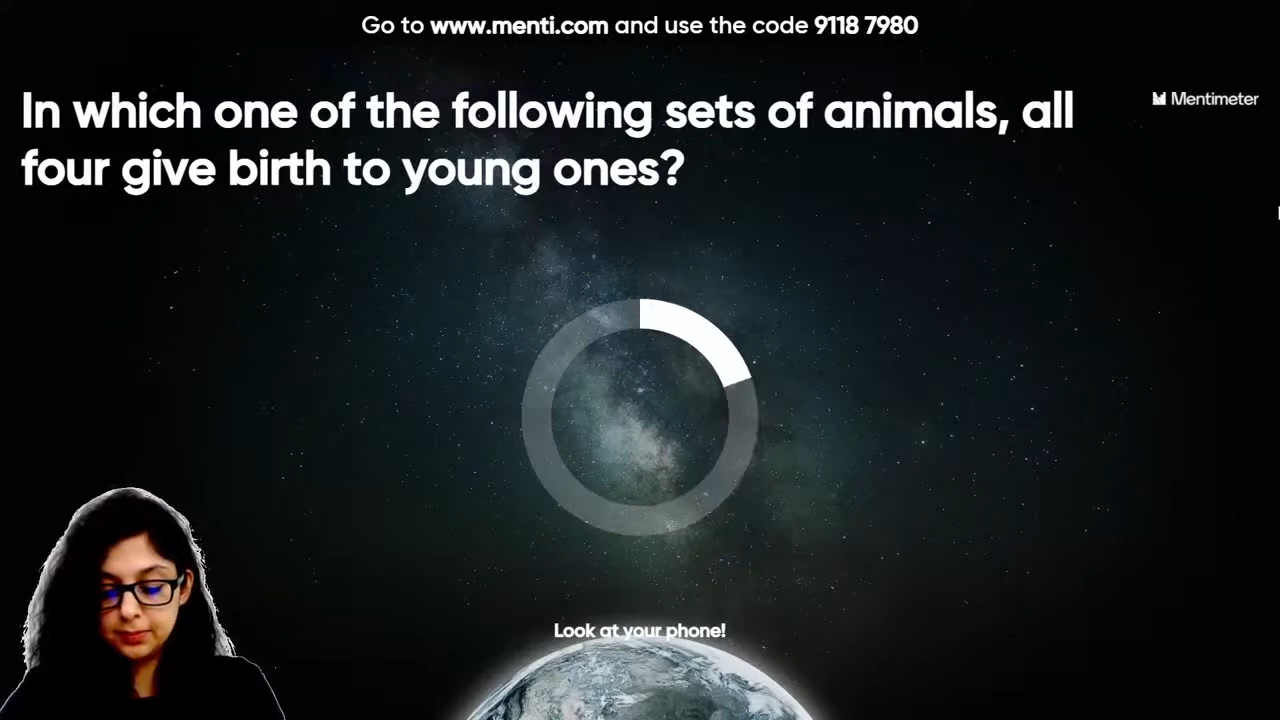 Go to www.menti.com and use the code 9118 7980
In which one of the following sets of animals, all
four give birth to young ones?
Mentimeter
Look at your phone!